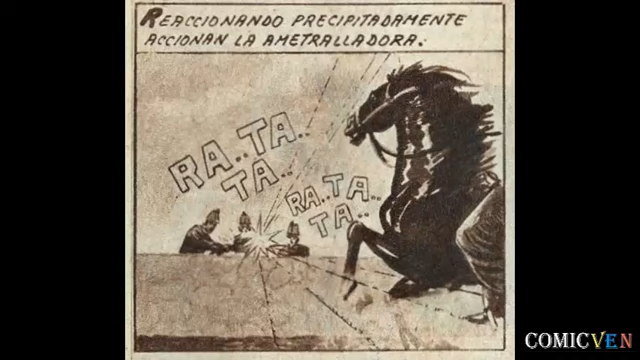 REACCIONANDO PRECIPITADAMENTE
ACCIONAN LA AMETRALLADORA.
RA..TA..
TA..
RA..TA..
TA..
COMICVEN